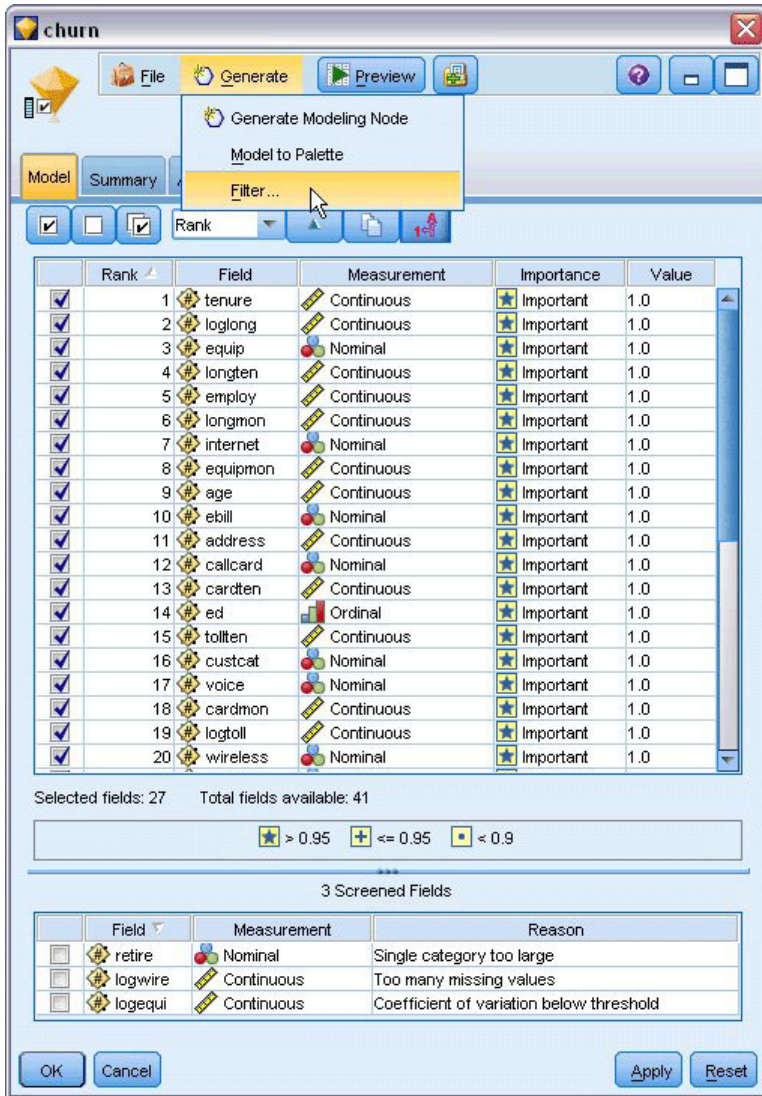 churn
File Generate Preview
Generate Modeling Node
Model to Palette
Filter...
Model Summary
Rank
Rank Field Measurement Importance Value
1 tenure Continuous Important 1.0
2 loglong Continuous Important 1.0
3 equip Nominal Important 1.0
4 longten Continuous Important 1.0
5 employ Continuous Important 1.0
6 longmon Continuous Important 1.0
7 internet Nominal Important 1.0
8 equipmon Continuous Important 1.0
9 age Continuous Important 1.0
10 ebill Nominal Important 1.0
11 address Continuous Important 1.0
12 callcard Nominal Important 1.0
13 cardten Continuous Important 1.0
14 ed Ordinal Important 1.0
15 tollten Continuous Important 1.0
16 custcat Nominal Important 1.0
17 voice Nominal Important 1.0
18 cardmon Continuous Important 1.0
19 logtoll Continuous Important 1.0
20 wireless Nominal Important 1.0
Selected fields: 27 Total fields available: 41
> 0.95 <= 0.95 < 0.9
3 Screened Fields
Field Measurement Reason
retire Nominal Single category too large
logwire Continuous Too many missing values
logequi Continuous Coefficient of variation below threshold
OK Cancel Apply Reset